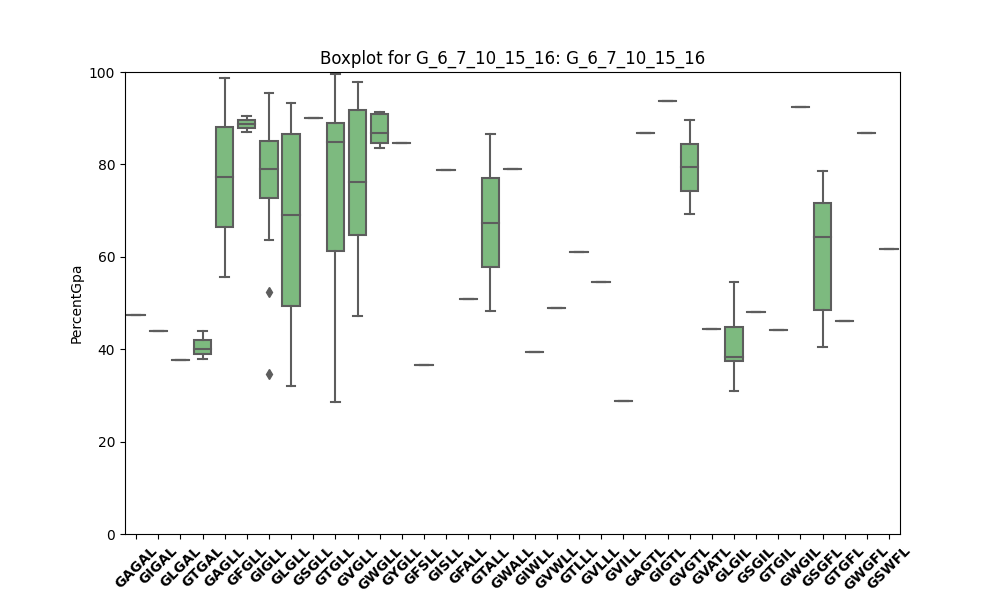 Boxplot for G_6_7_10_15_16: G_6_7_10_15_16
PercentGpa
100
80
60
40
20
0
GAGAL
GIGAL
GLGAL
GTGAL
GAGLL
GFGLL
GIGLL
GLGLL
GSGLL
GTGLL
GVGLL
GWGLL
GYGLL
GFSLL
GISLL
GFALL
GTALL
GWALL
GIWLL
GVWLL
GTLLL
GVLLL
GVILL
GAGTL
GIGTL
GVGTL
GVATL
GLGIL
GSGIL
GTGIL
GWGIL
GSGFL
GTGFL
GWGFL
GSWFL